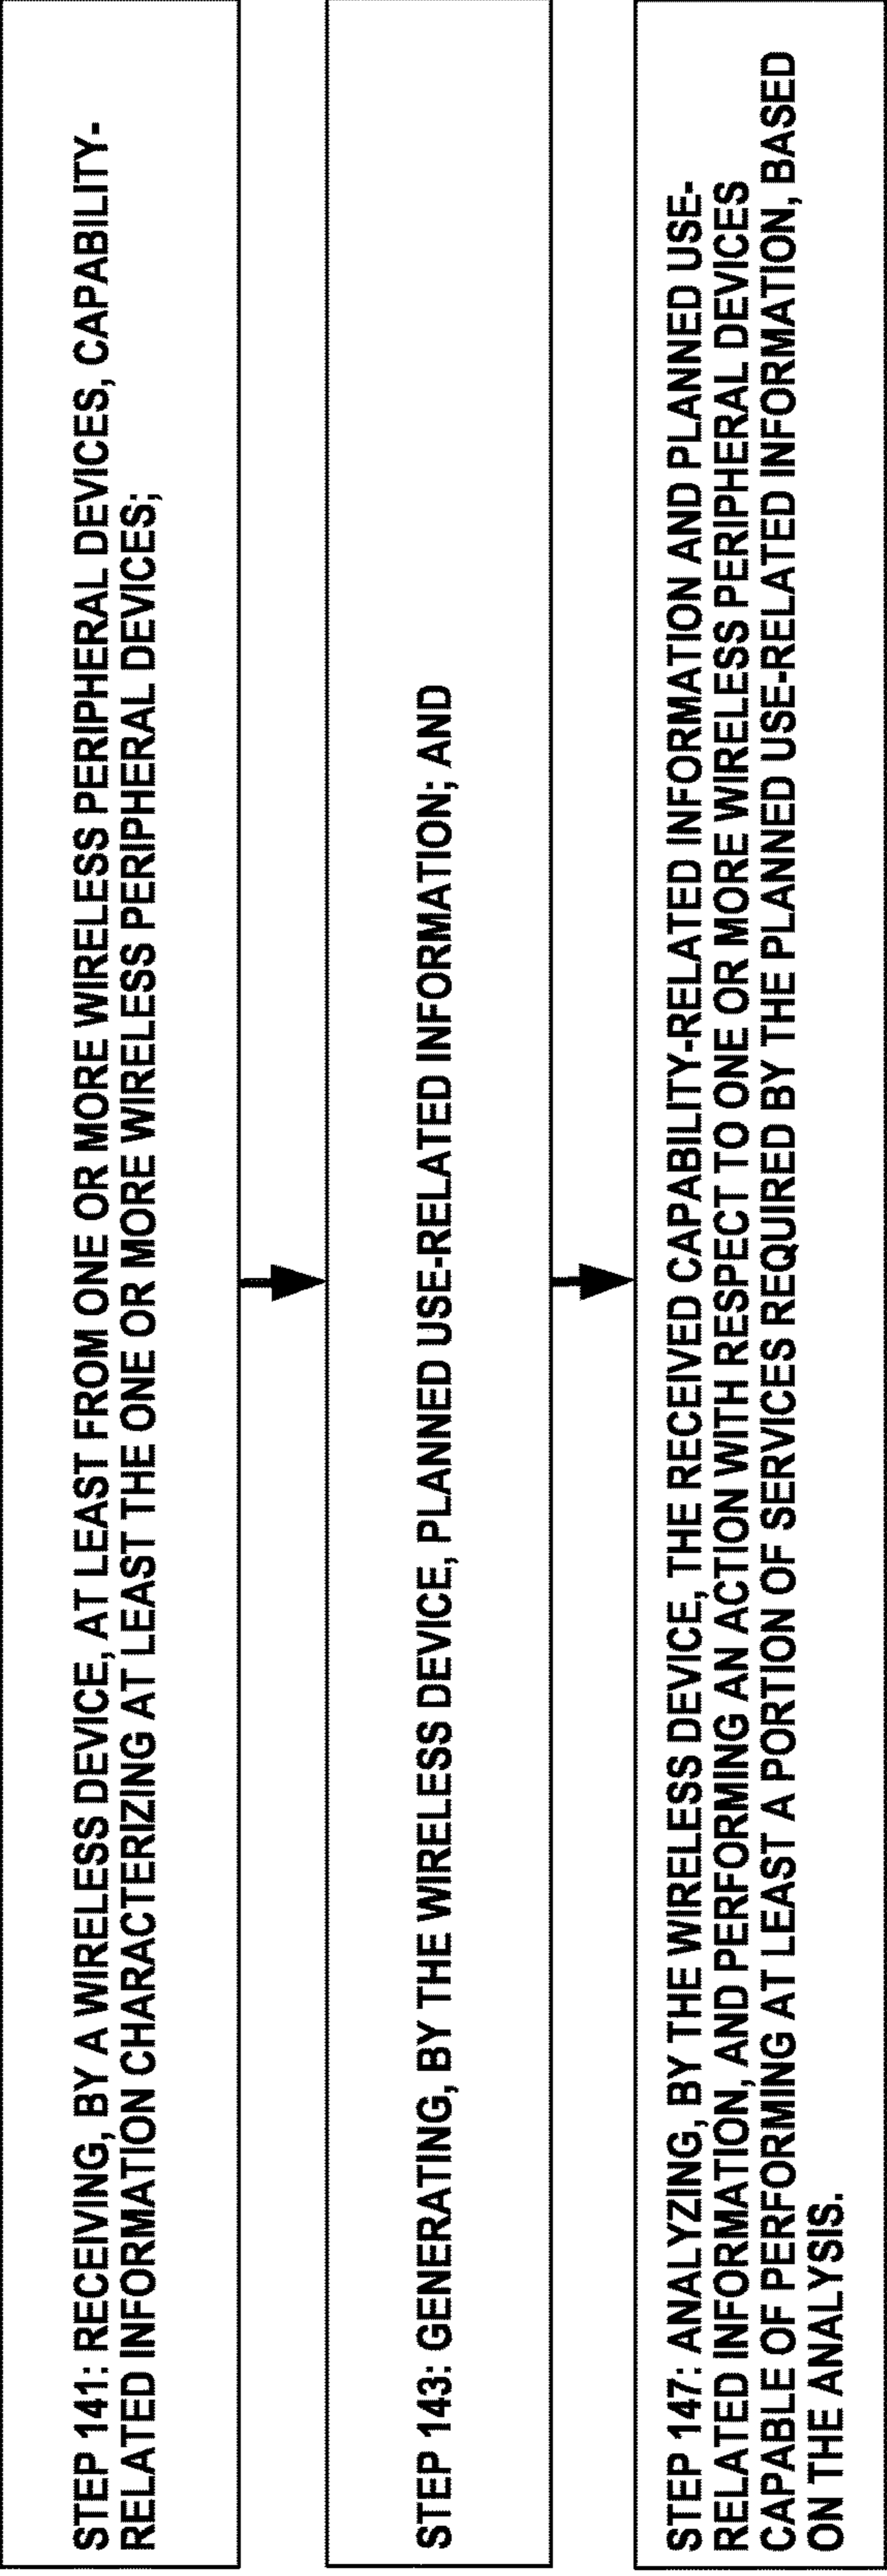 STEP 141: RECEIVING, BY A WIRELESS DEVICE, AT LEAST FROM ONE OR MORE WIRELESS PERIPHERAL DEVICES, CAPABILITY-
RELATED INFORMATION CHARACTERIZING AT LEAST THE ONE OR MORE WIRELESS PERIPHERAL DEVICES;
STEP 143: GENERATING, BY THE WIRELESS DEVICE, PLANNED USE-RELATED INFORMATION; AND
STEP 147: ANALYZING, BY THE WIRELESS DEVICE, THE RECEIVED CAPABILITY-RELATED INFORMATION AND PLANNED USE-
RELATED INFORMATION, AND PERFORMING AN ACTION WITH RESPECT TO ONE OR MORE WIRELESS PERIPHERAL DEVICES
CAPABLE OF PERFORMING AT LEAST A PORTION OF SERVICES REQUIRED BY THE PLANNED USE-RELATED INFORMATION, BASED
ON THE ANALYSIS.